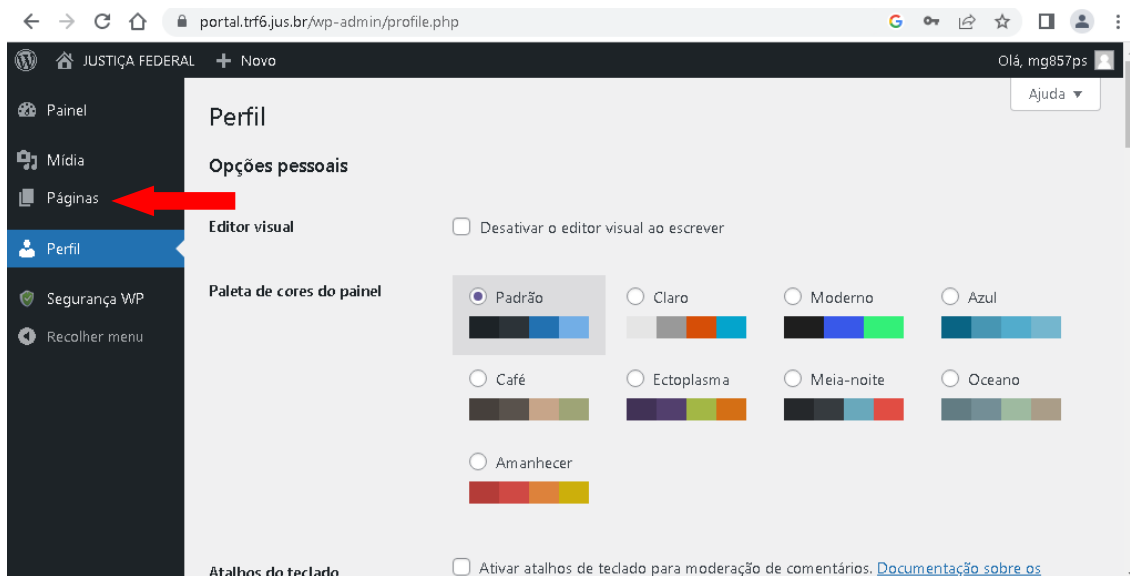 portal.trf6.jus.br/wp-admin/profile.php
JUSTIÇA FEDERAL + Novo Olá, mg857ps
Ajuda ▼
Painel
Mídia
Páginas
Perfil
Segurança WP
Recolher menu
Perfil
Opções pessoais
Editor visual Desativar o editor visual ao escrever
Paleta de cores do painel Padrão Claro Moderno Azul
Café Ectoplasma Meia-noite Oceano
Amanhecer
Atalhos do teclado Ativar atalhos de teclado para moderação de comentários. Documentação sobre os